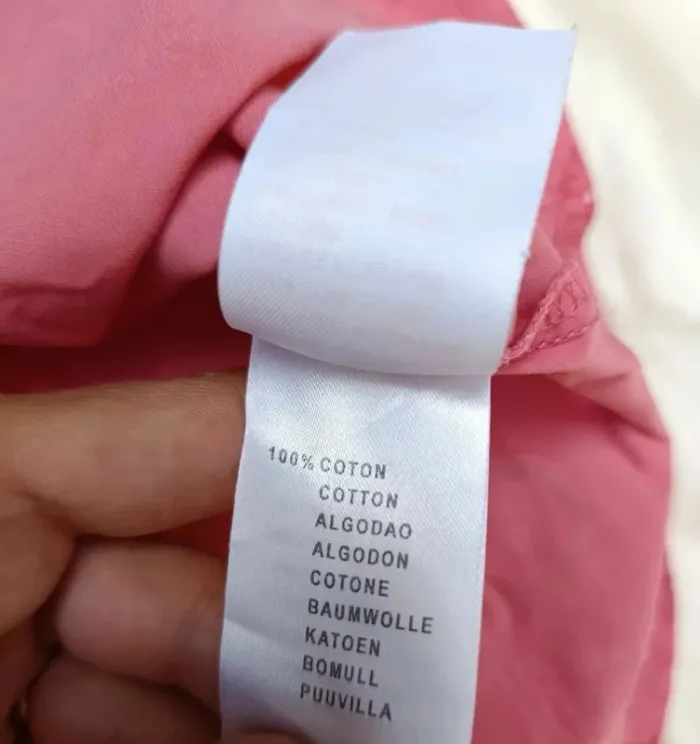 100% COTON
COTTON
ALGODAO
ALGODON
COTONE
BAUMWOLLE
KATOEN
BOMULL
PUUVILLA